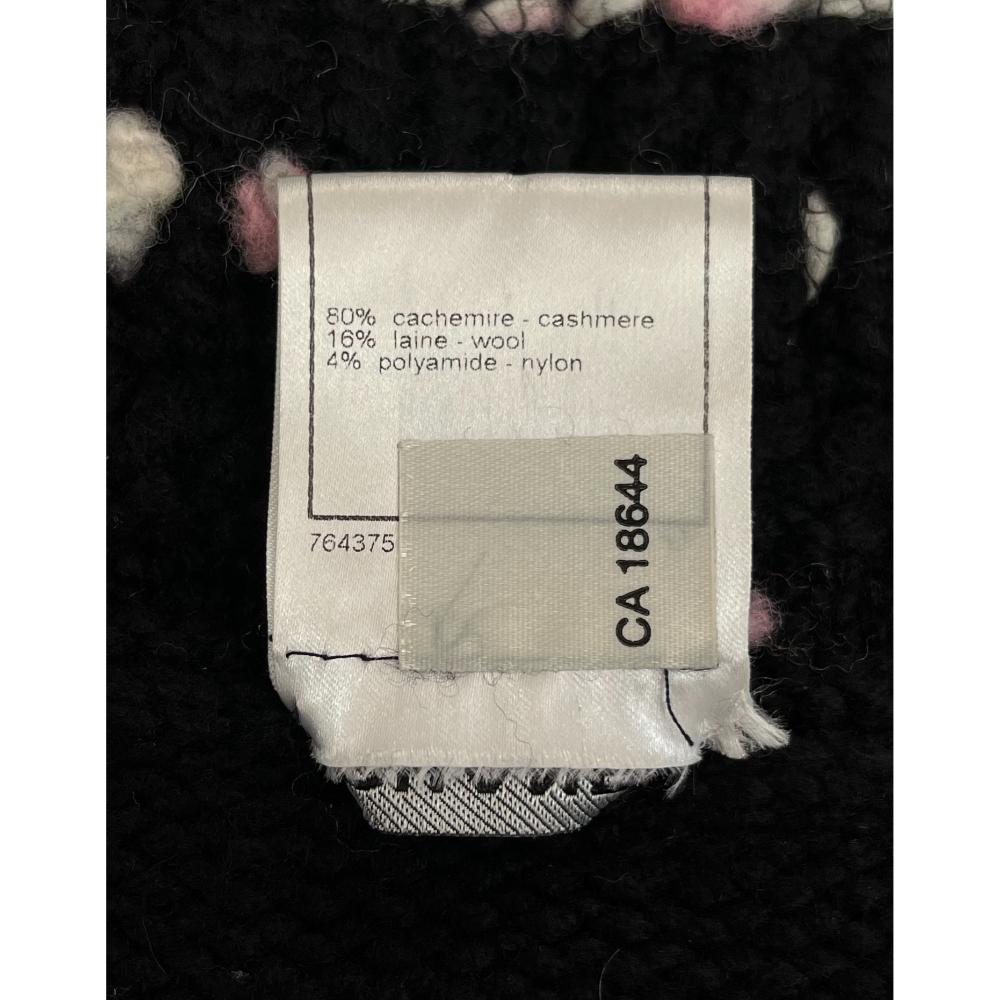 80% cachemire - cashmere
16% laine - wool
4% polyamide - nylon
764375
CA 18644